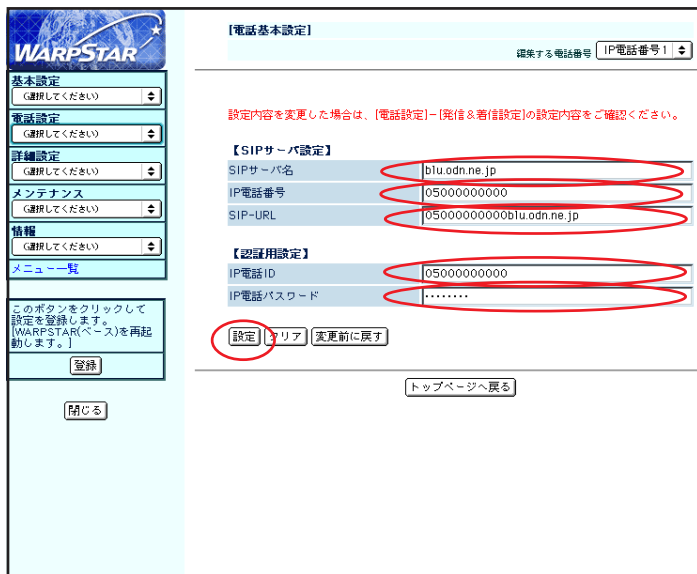 WARPSTAR
基本設定
(選択してください)
電話設定
(選択してください)
詳細設定
(選択してください)
メンテナンス
(選択してください)
情報
(選択してください)
メニュー一覧
このボタンをクリックして
設定を登録します。
[WARPSTAR(ベース)を再起
動します。]
登録
閉じる
[電話基本設定]
編集する電話番号 IP電話番号1
設定内容を変更した場合は、[電話設定]-[発信&着信設定]の設定内容をご確認ください。
【SIPサーバ設定】
SIPサーバ名 blu.odn.ne.jp
IP電話番号 05000000000
SIP-URL 05000000000blu.odn.ne.jp
【認証用設定】
IP電話ID 05000000000
IP電話パスワード ••••••••
設定 クリア 変更前に戻す
トップページへ戻る